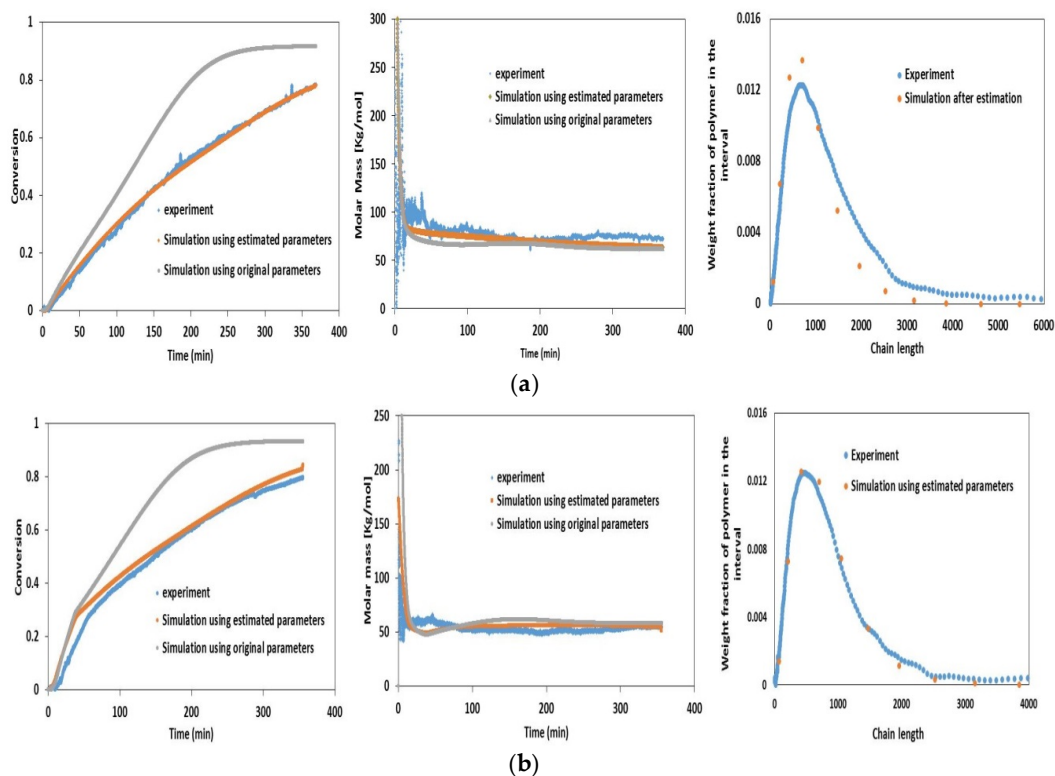 1
0.8
0.6
0.4
0.2
0
Conversion
experiment
Simulation using estimated parameters
Simulation using original parameters
0 50 100 150 200 250 300 350 400
Time (min)
300
250
200
150
100
50
0
Molar Mass [Kg/mol]
experiment
Simulation using estimated parameters
Simulation using original parameters
0 100 200 300 400
Time (min)
0.016
0.012
0.008
0.004
0
Weight fraction of polymer in the
interval
Experiment
Simulation after estimation
0 1000 2000 3000 4000 5000 6000
Chain length
(a)
1
0.8
0.6
0.4
0.2
0
Conversion
experiment
Simulation using estimated parameters
Simulation using original parameters
0 100 200 300 400
Time (min)
250
200
150
100
50
0
Molar mass [Kg/mol]
experiment
Simulation using estimated parameters
Simulation using original parameters
0 100 200 300 400
Time (min)
0.016
0.012
0.008
0.004
0
Weight fraction of polymer in the
interval
Experiment
Simulation using estimated parameters
0 1000 2000 3000 4000
Chain length
(b)